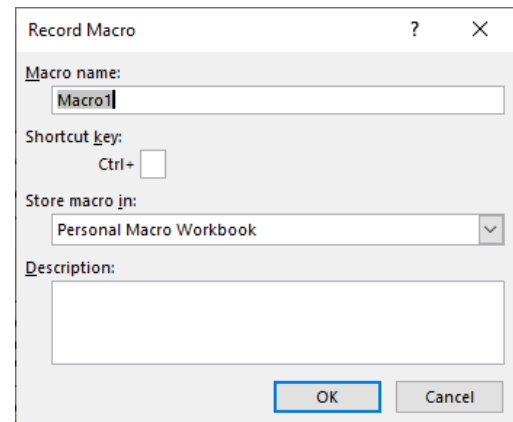 Record Macro ? ×
Macro name:
Macro1
Shortcut key:
Ctrl+
Store macro in:
Personal Macro Workbook
Description:
OK Cancel